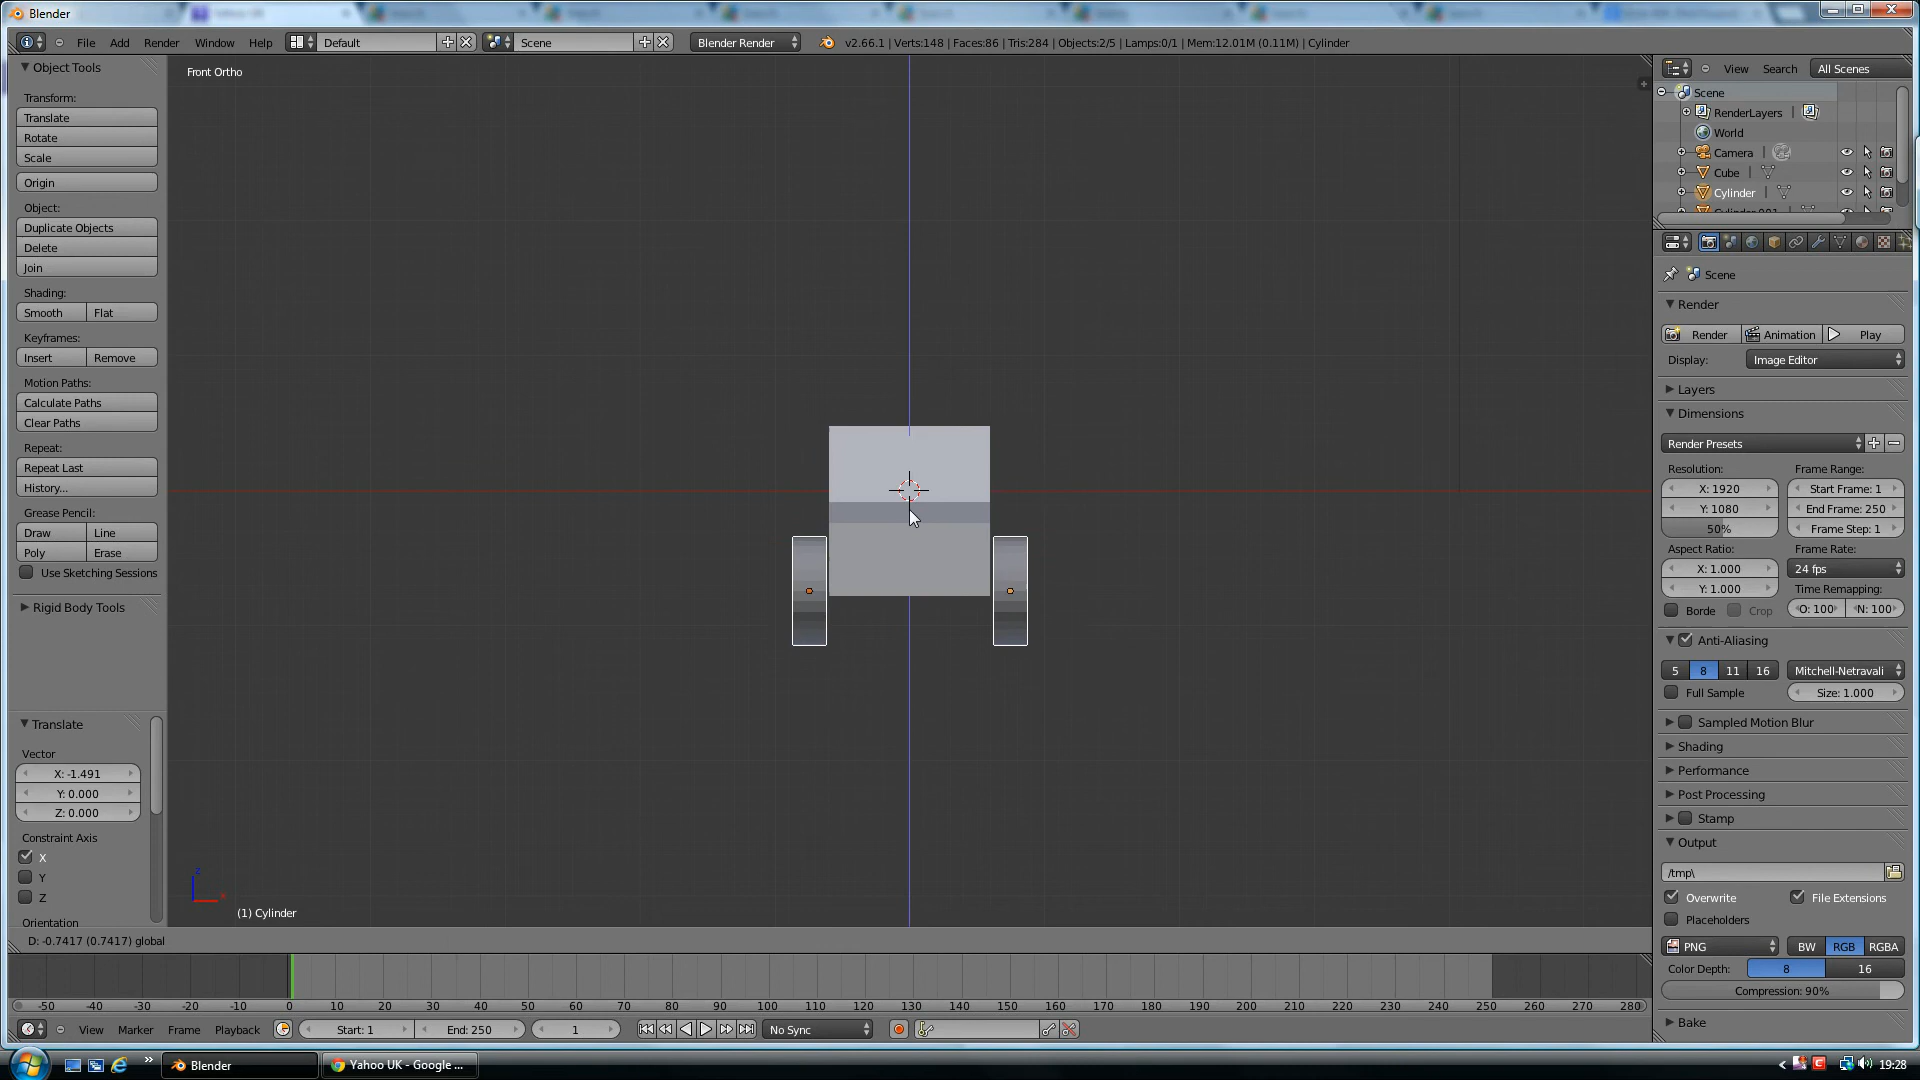 Blender
File Add Render Window Help Default Scene Blender Render v2.66.1 | Verts:148 | Faces:86 | Tris:284 | Objects:2/5 | Lamps:0/1 | Mem:12.01M (0.11M) | Cylinder
Object Tools
Transform:
Translate
Rotate
Scale
Origin
Object:
Duplicate Objects
Delete
Join
Shading:
Smooth Flat
Keyframes:
Insert Remove
Motion Paths:
Calculate Paths
Clear Paths
Repeat:
Repeat Last
History...
Grease Pencil:
Draw Line
Poly Erase
Use Sketching Sessions
Rigid Body Tools
Translate
Vector
X: -1.491
Y: 0.000
Z: 0.000
Constraint Axis
X
Y
Z
Orientation
Front Ortho
z
x
(1) Cylinder
D: -0.7417 (0.7417) global
-50 -40 -30 -20 -10 0 10 20 30 40 50 60 70 80 90 100 110 120 130 140 150 160 170 180 190 200 210 220 230 240 250 260 270 280
View Marker Frame Playback Start: 1 End: 250 1 No Sync
View Search All Scenes
Scene
RenderLayers |
World
Camera |
Cube |
Cylinder |
Cylinder.001
Scene
Render
Render Animation Play
Display: Image Editor
Layers
Dimensions
Render Presets
Resolution: Frame Range:
X: 1920 Start Frame: 1
Y: 1080 End Frame: 250
50% Frame Step: 1
Aspect Ratio: Frame Rate:
X: 1.000 24 fps
Y: 1.000 Time Remapping:
Borde Crop O: 100 N: 100
Anti-Aliasing
5 8 11 16 Mitchell-Netravali
Full Sample Size: 1.000
Sampled Motion Blur
Shading
Performance
Post Processing
Stamp
Output
/tmp\
Overwrite File Extensions
Placeholders
PNG BW RGB RGBA
Color Depth: 8 16
Compression: 90%
Bake
Blender Yahoo UK - Google ... 19:28